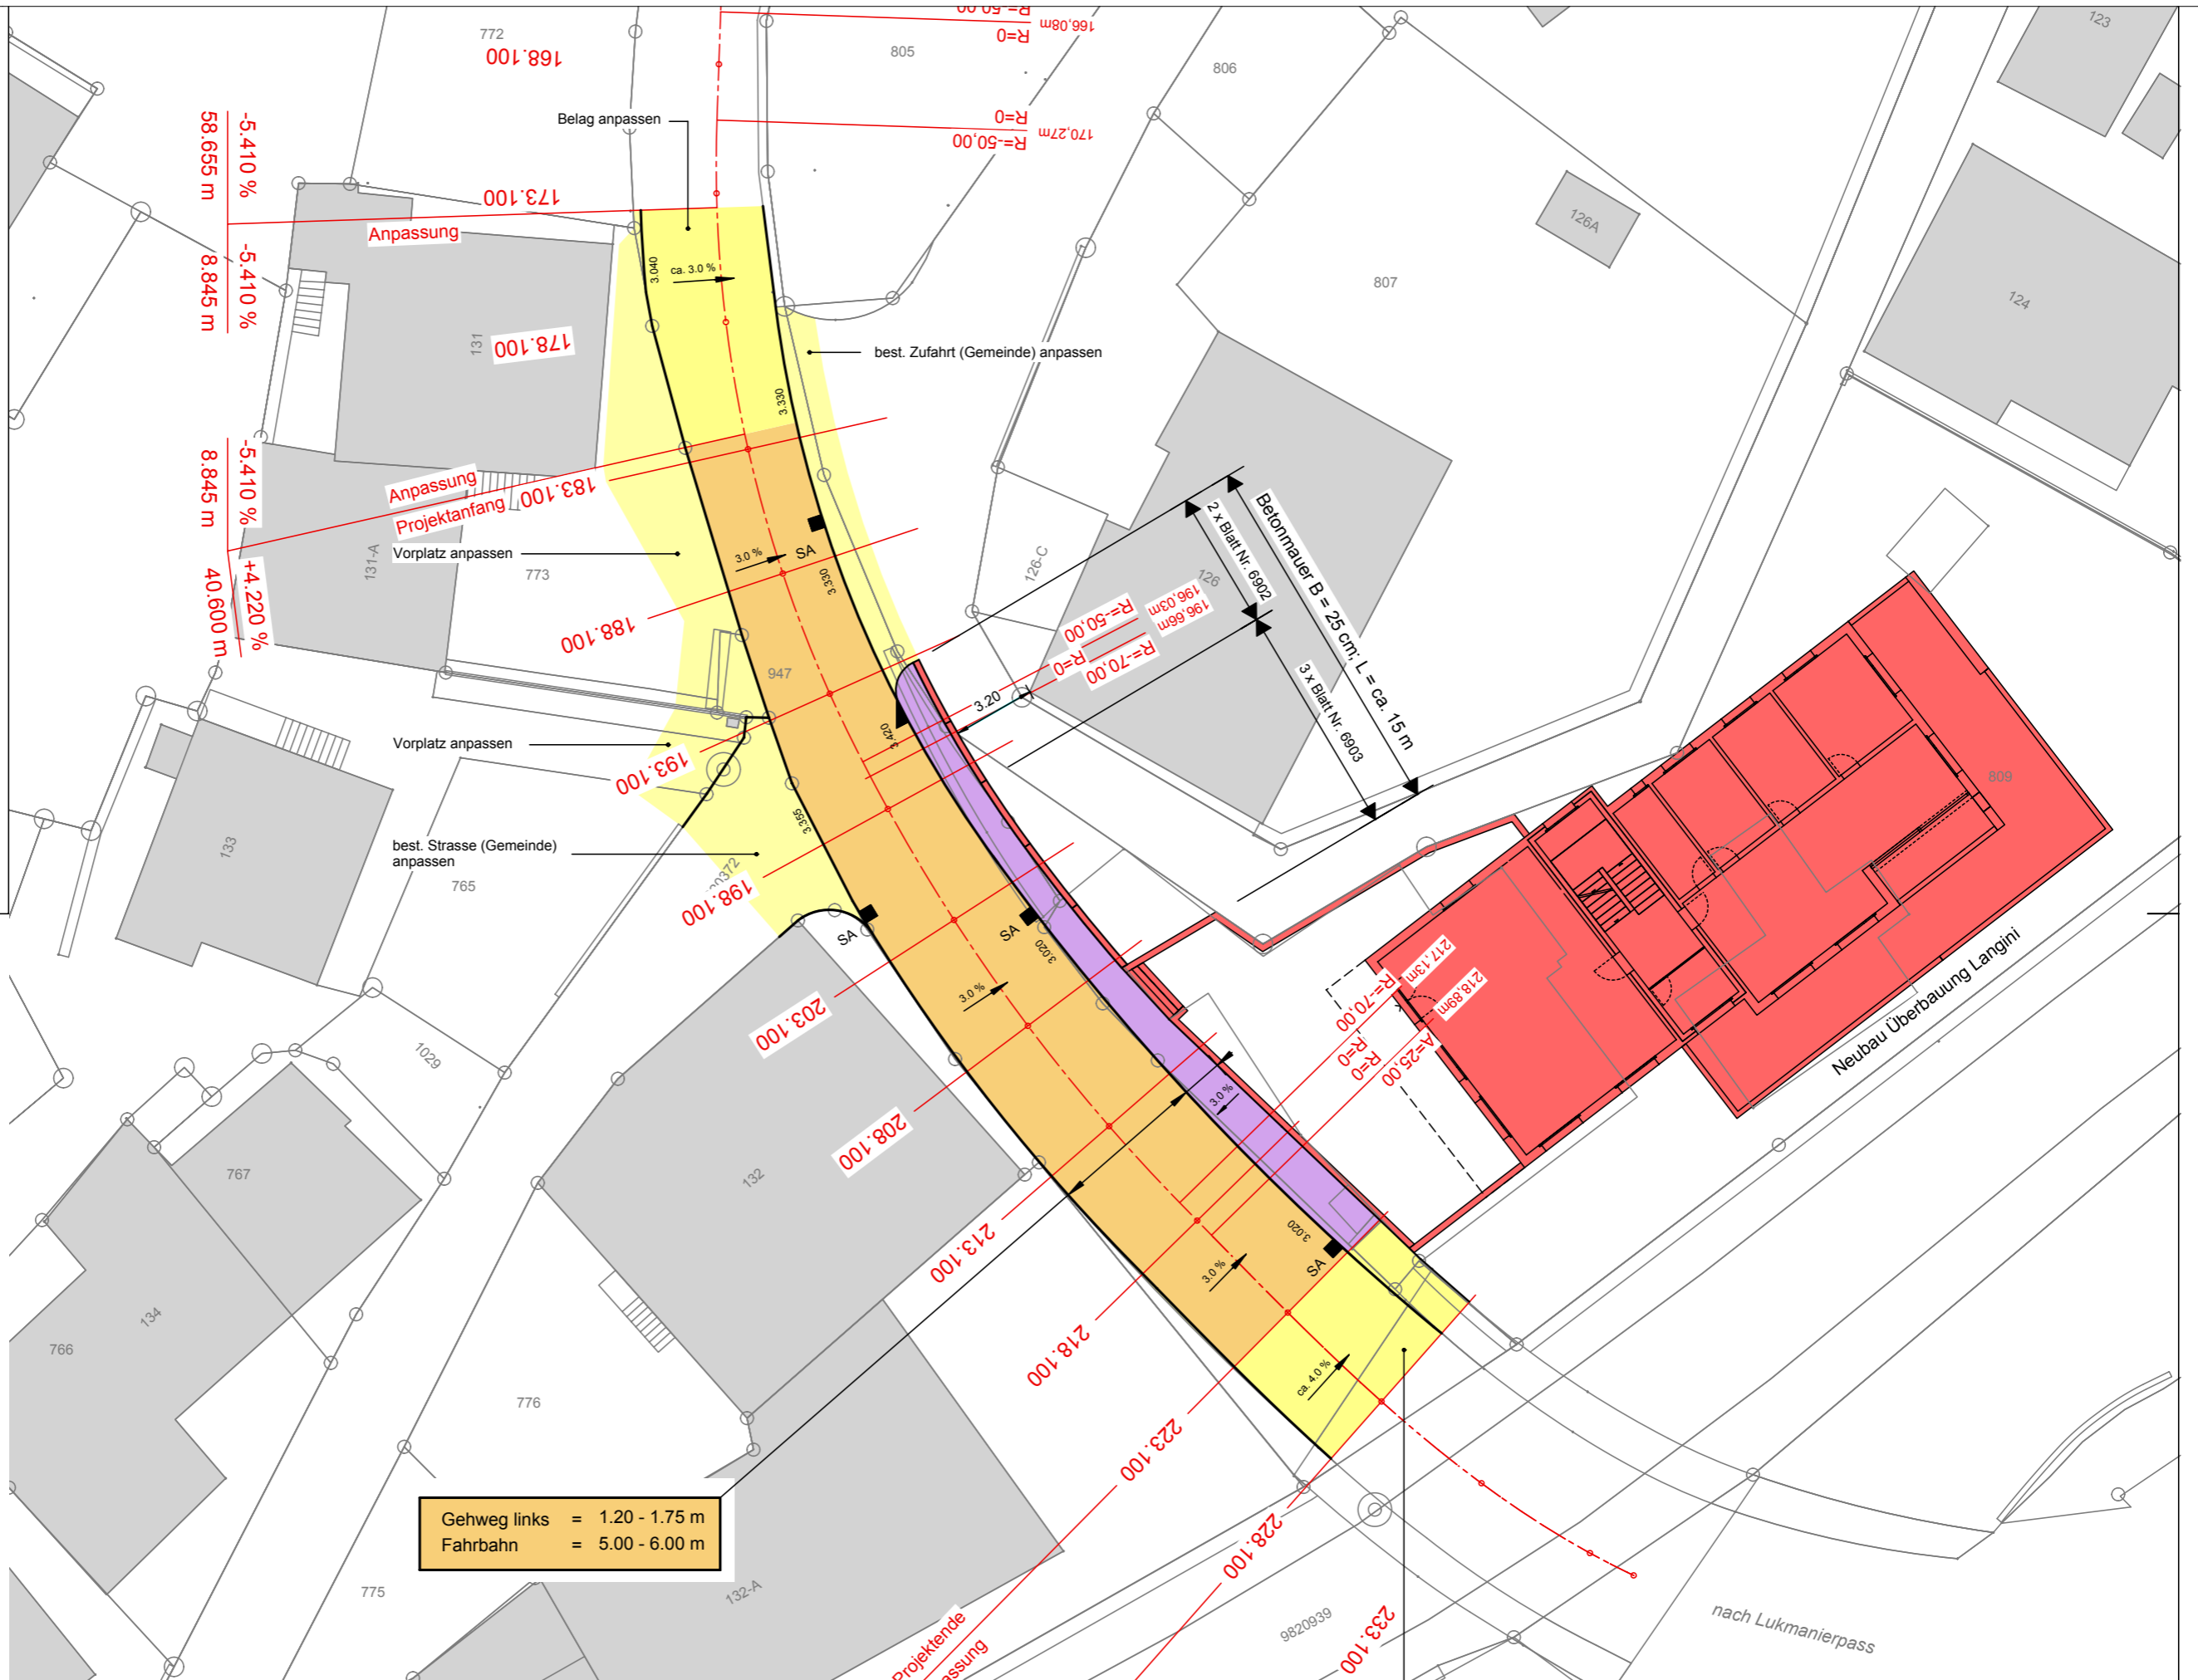 772
168.100
805
R=-50,00
166,08m
R=0
806
123
Belag anpassen
R=0
R=-50,00
170,27m
-5.410 %
58.655 m
173.100
Anpassung
-5.410 %
8.845 m
3.040
ca. 3.0 %
126A
807
124
131
178.100
best. Zufahrt (Gemeinde) anpassen
3.330
-5.410 %
8.845 m
Anpassung
Projektanfang
183.100
Vorplatz anpassen
131-A
773
3.0 %
SA
3.330
+4.220 %
40.600 m
188.100
947
126-C
126
2 x Blatt Nr. 6902
Betonmauer B = 25 cm; L = ca. 15 m
3 x Blatt Nr. 6903
R=-50,00
196,03m
R=0
196,66m
R=-70,00
3.20
3.420
Vorplatz anpassen
193.100
3.355
best. Strasse (Gemeinde)
anpassen
198.100
133
765
809
SA
SA
3.020
3.0 %
203.100
Neubau Überbauung Langini
R=-70,00
217,13m
R=0
R=0
218,89m
A=25,00
1029
208.100
3.0 %
767
132
213.100
3.020
SA
3.0 %
134
766
218.100
ca. 4.0 %
776
223.100
Gehweg links = 1.20 - 1.75 m
Fahrbahn = 5.00 - 6.00 m
228.100
775
132-A
Projektende
9820939
233.100
nach Lukmanierpass